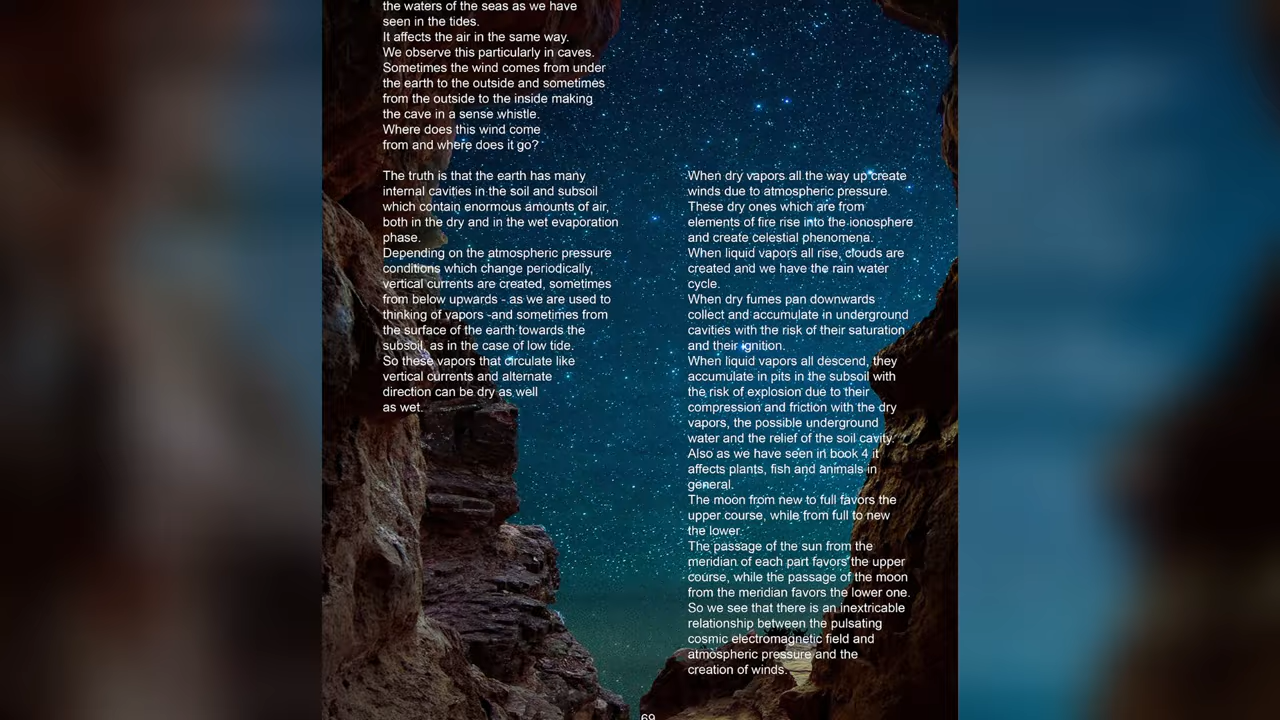 the waters of the seas as we have
seen in the tides.
It affects the air in the same way.
We observe this particularly in caves.
Sometimes the wind comes from under
the earth to the outside and sometimes
from the outside to the inside making
the cave in a sense whistle.
Where does this wind come
from and where does it go?
The truth is that the earth has many
internal cavities in the soil and subsoil
which contain enormous amounts of air,
both in the dry and in the wet evaporation
phase.
Depending on the atmospheric pressure
conditions which change periodically,
vertical currents are created, sometimes
from below upwards - as we are used to
thinking of vapors -and sometimes from
the surface of the earth towards the
subsoil, as in the case of low tide.
So these vapors that circulate like
vertical currents and alternate
direction can be dry as well
as wet.
When dry vapors all the way up create
winds due to atmospheric pressure.
These dry ones which are from
elements of fire rise into the ionosphere
and create celestial phenomena.
When liquid vapors all rise, clouds are
created and we have the rain water
cycle.
When dry fumes pan downwards
collect and accumulate in underground
cavities with the risk of their saturation
and their ignition.
When liquid vapors all descend, they
accumulate in pits in the subsoil with
the risk of explosion due to their
compression and friction with the dry
vapors, the possible underground
water and the relief of the soil cavity.
Also as we have seen in book 4 it
affects plants, fish and animals in
general.
The moon from new to full favors the
upper course, while from full to new
the lower.
The passage of the sun from the
meridian of each part favors the upper
course, while the passage of the moon
from the meridian favors the lower one.
So we see that there is an inextricable
relationship between the pulsating
cosmic electromagnetic field and
atmospheric pressure and the
creation of winds.
69